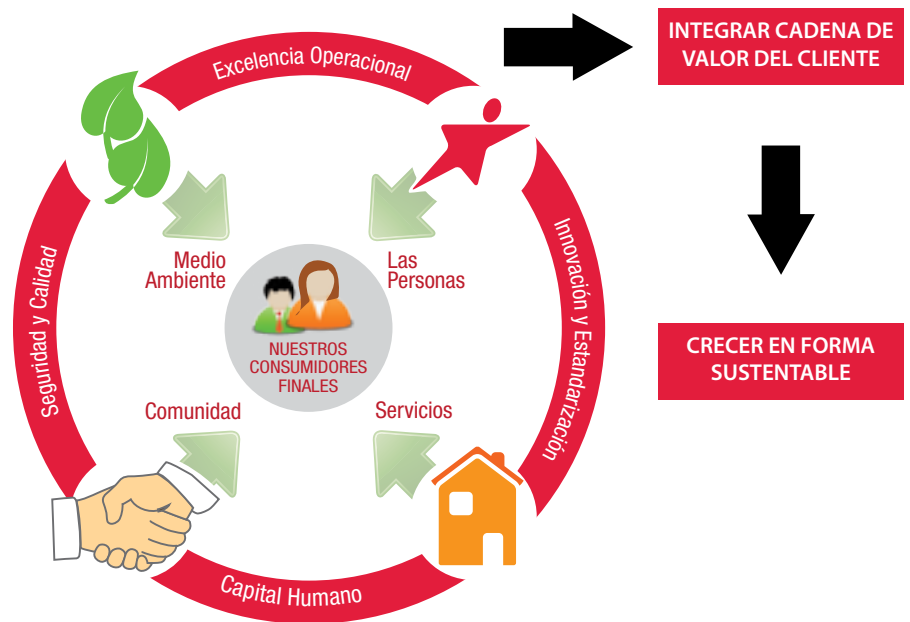 Excelencia Operacional
INTEGRAR CADENA DE
VALOR DEL CLIENTE
Seguridad y Calidad
Innovación y Estandarización
Medio
Ambiente
Las
Personas
NUESTROS
CONSUMIDORES
FINALES
CRECER EN FORMA
SUSTENTABLE
Comunidad
Servicios
Capital Humano